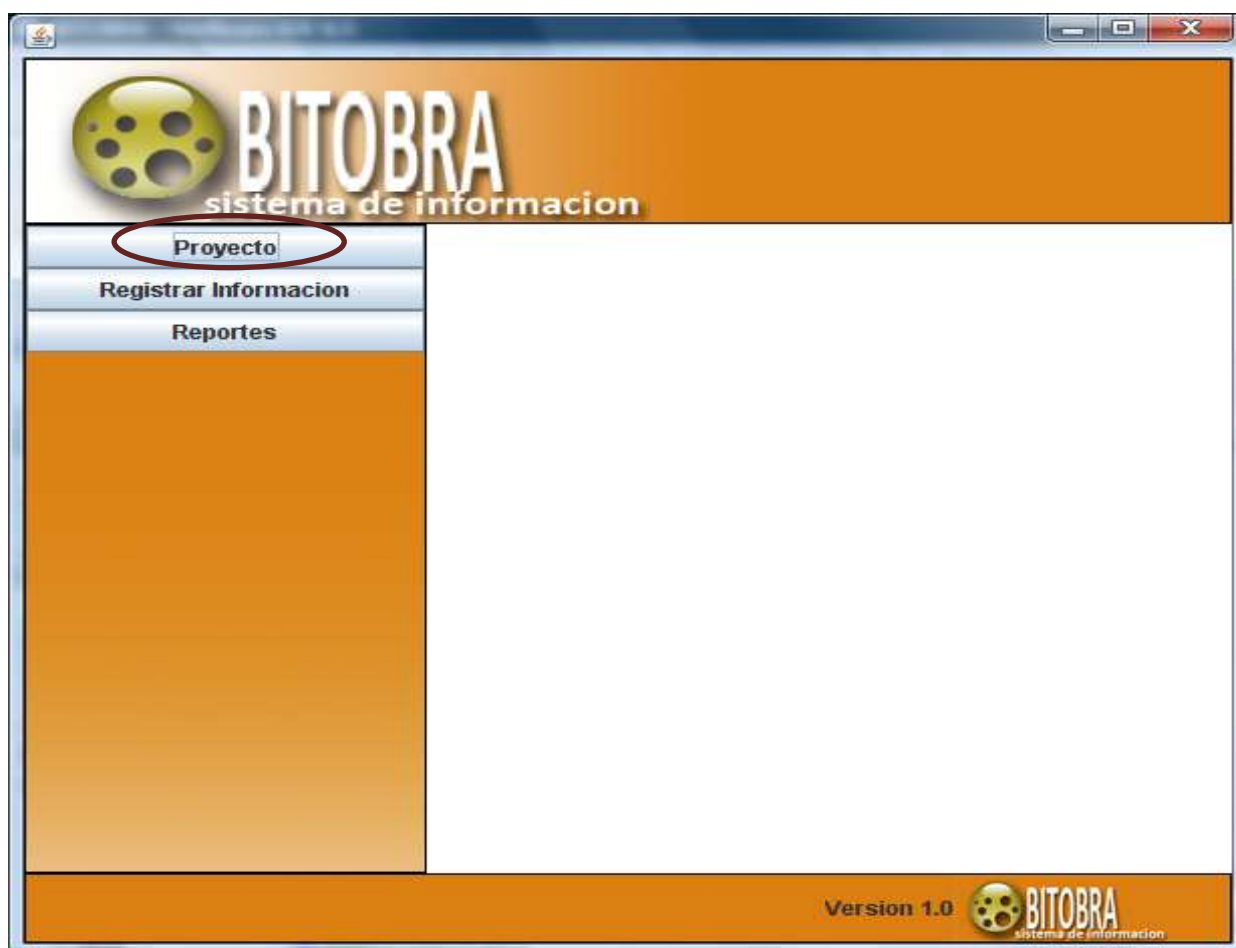 BITOBRA
sistema de informacion
Proyecto
Registrar Informacion
Reportes
Version 1.0
BITOBRA
sistema de informacion